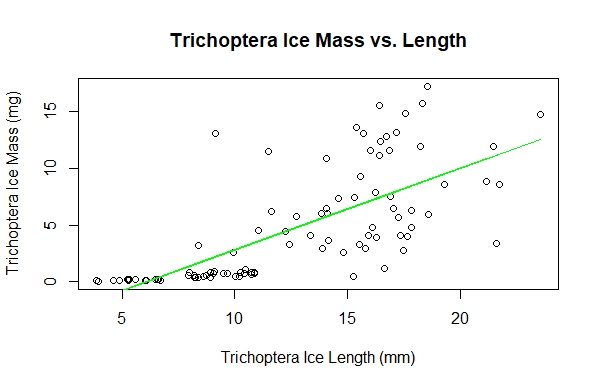 Trichoptera Ice Mass vs. Length
Trichoptera Ice Mass (mg)
15
10
5
0
5
10
15
20
Trichoptera Ice Length (mm)